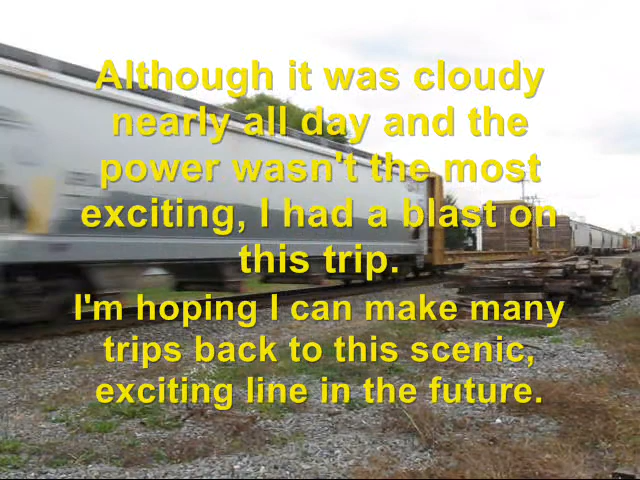 Although it was cloudy
nearly all day and the
power wasn't the most
exciting, I had a blast on
this trip.
I'm hoping I can make many
trips back to this scenic,
exciting line in the future.